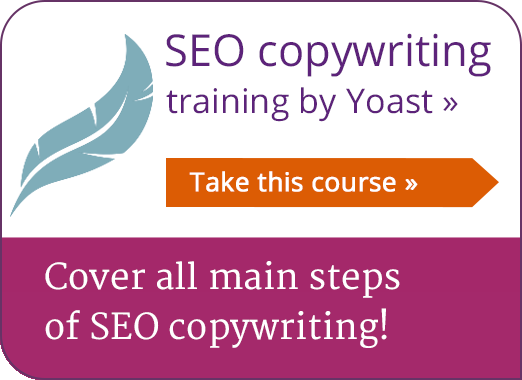 SEO copywriting
training by Yoast »
Take this course »
Cover all main steps
of SEO copywriting!